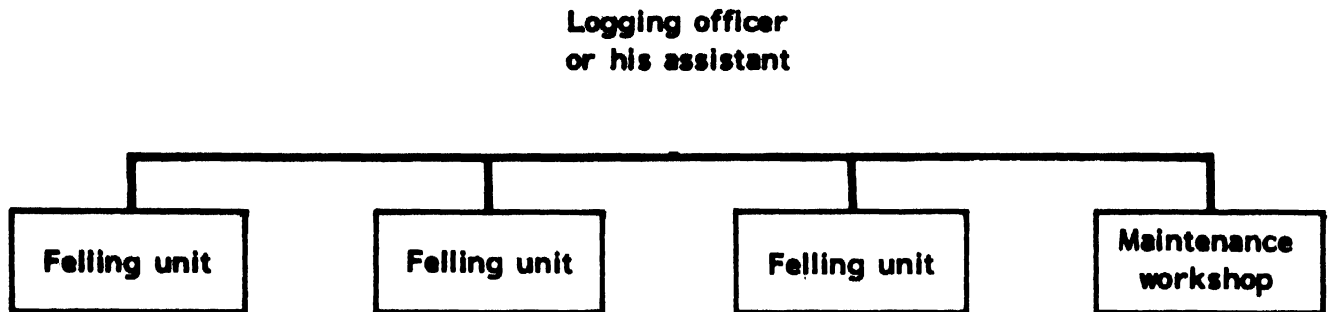 Logging officer
or his assistant
Felling unit
Felling unit
Felling unit
Maintenance
workshop